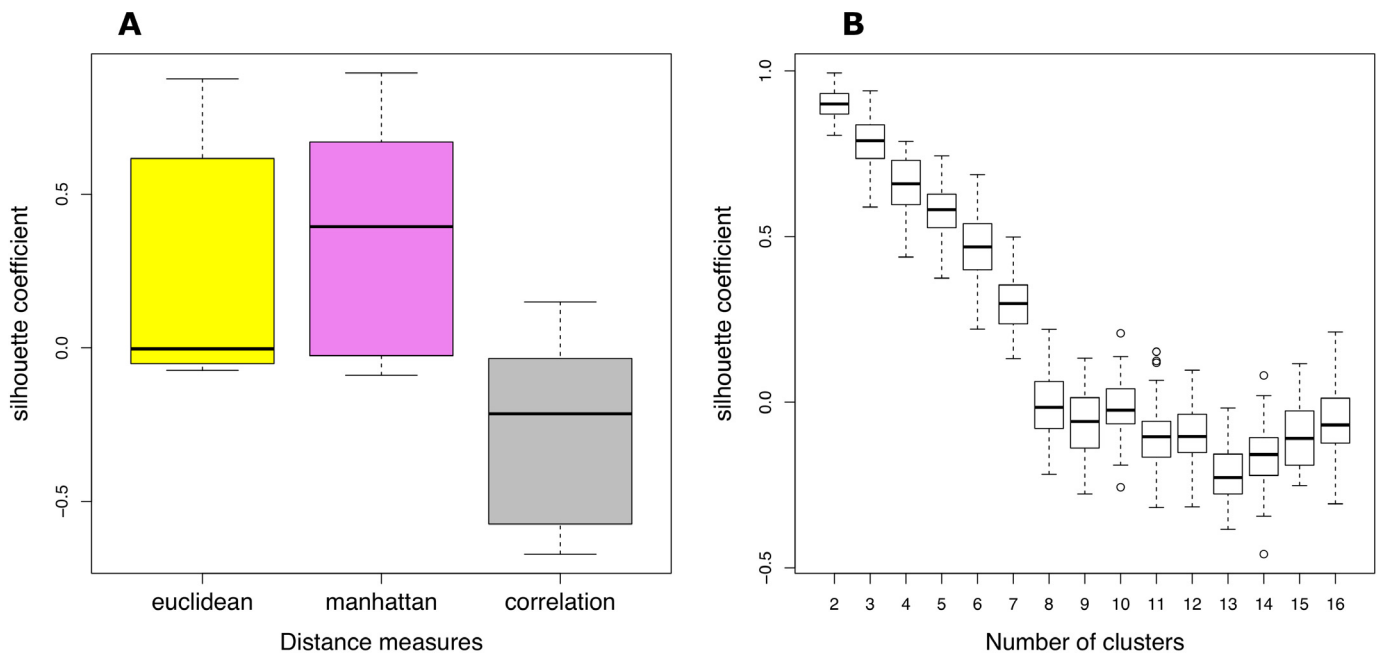 A
silhouette coefficient
0.5
0.0
−0.5
euclidean manhattan correlation
Distance measures
B
silhouette coefficient
1.0
0.5
0.0
−0.5
2 3 4 5 6 7 8 9 10 11 12 13 14 15 16
Number of clusters